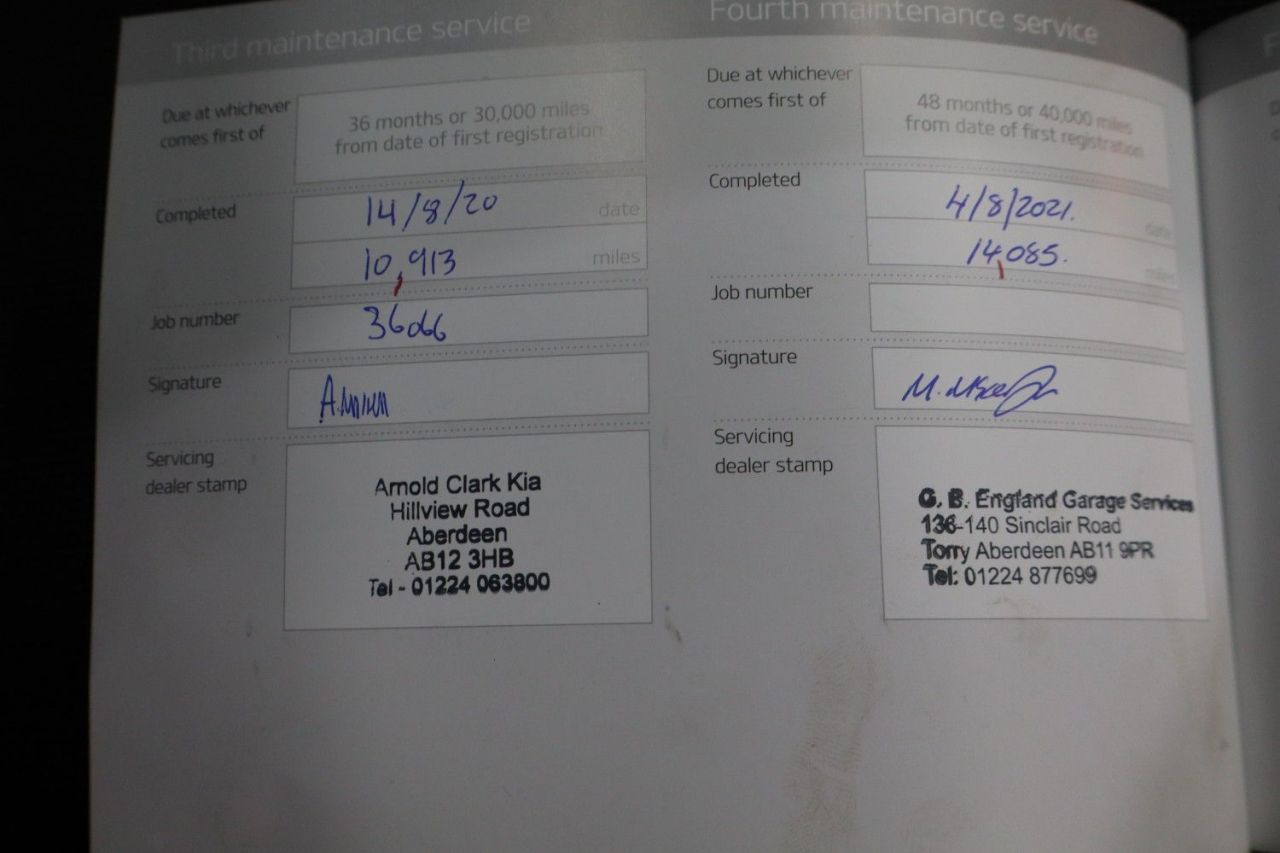 Third maintenance service
Due at whichever
comes first of
36 months or 30,000 miles
from date of first registration
Completed
14/8/20
date
10,913
miles
Job number
36066
Signature
Servicing
dealer stamp
Arnold Clark Kia
Hillview Road
Aberdeen
AB12 3HB
Tel - 01224 063800
Fourth maintenance service
Due at whichever
comes first of
48 months or 40,000 miles
from date of first registration
Completed
4/8/2021.
date
14,085.
miles
Job number
Signature
Servicing
dealer stamp
G. B. England Garage Services
136-140 Sinclair Road
Torry Aberdeen AB11 9PR
Tel: 01224 877699